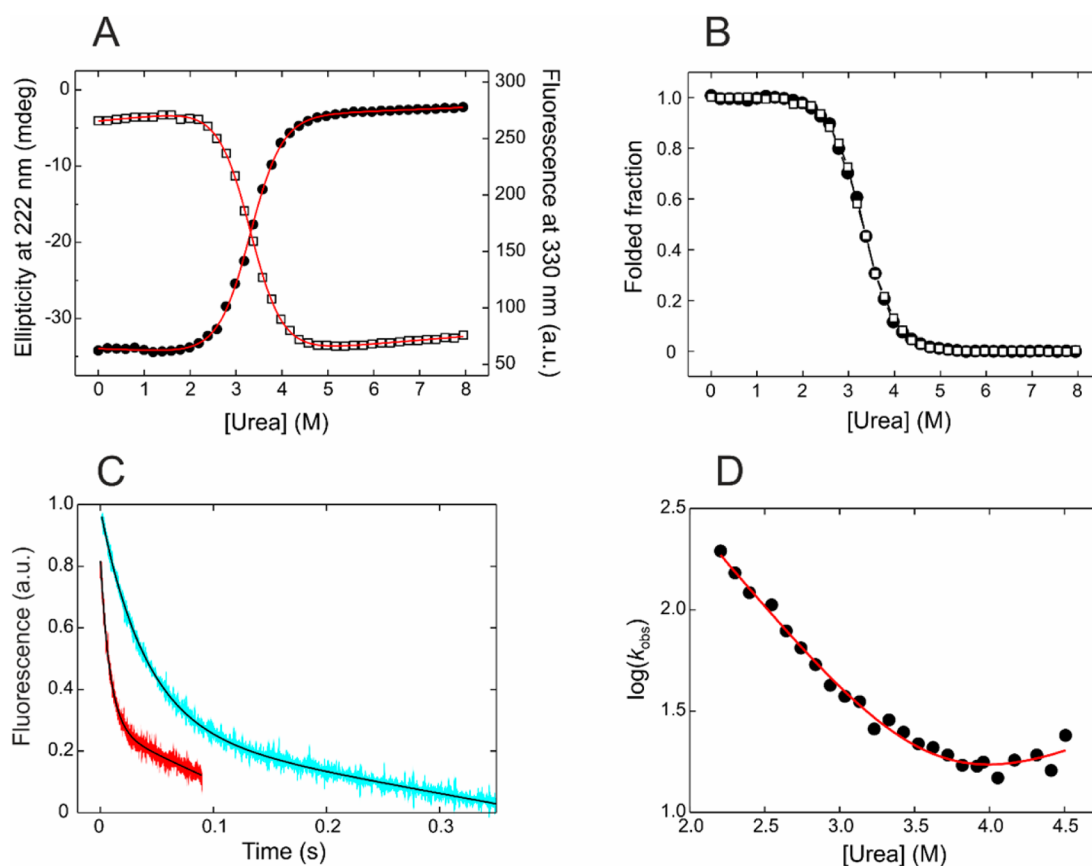 A
Ellipticity at 222 nm (mdeg)
0
-10
-20
-30
300
250
200
150
100
50
Fluorescence at 330 nm (a.u.)
0 1 2 3 4 5 6 7 8
[Urea] (M)
B
Folded fraction
1.0
0.8
0.6
0.4
0.2
0
0 1 2 3 4 5 6 7 8
[Urea] (M)
C
Fluorescence (a.u.)
1.0
0.8
0.6
0.4
0.2
0
0 0.1 0.2 0.3
Time (s)
D
log(kobs)
2.5
2.0
1.5
1.0
2.0 2.5 3.0 3.5 4.0 4.5
[Urea] (M)